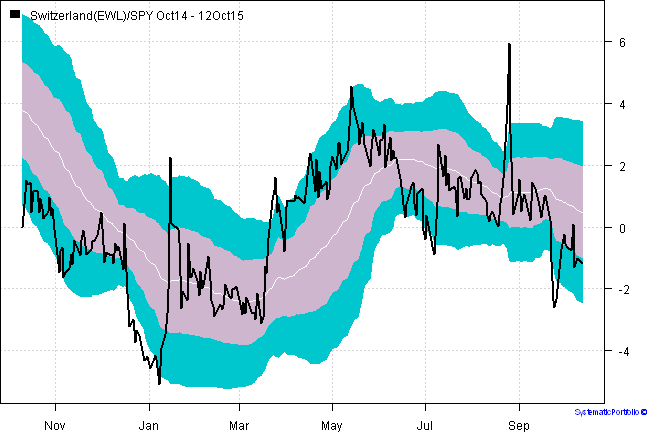 Switzerland(EWL)/SPY Oct14 - 12Oct15
6
4
2
0
-2
-4
Nov Jan Mar May Jul Sep
SystematicPortfolio ©